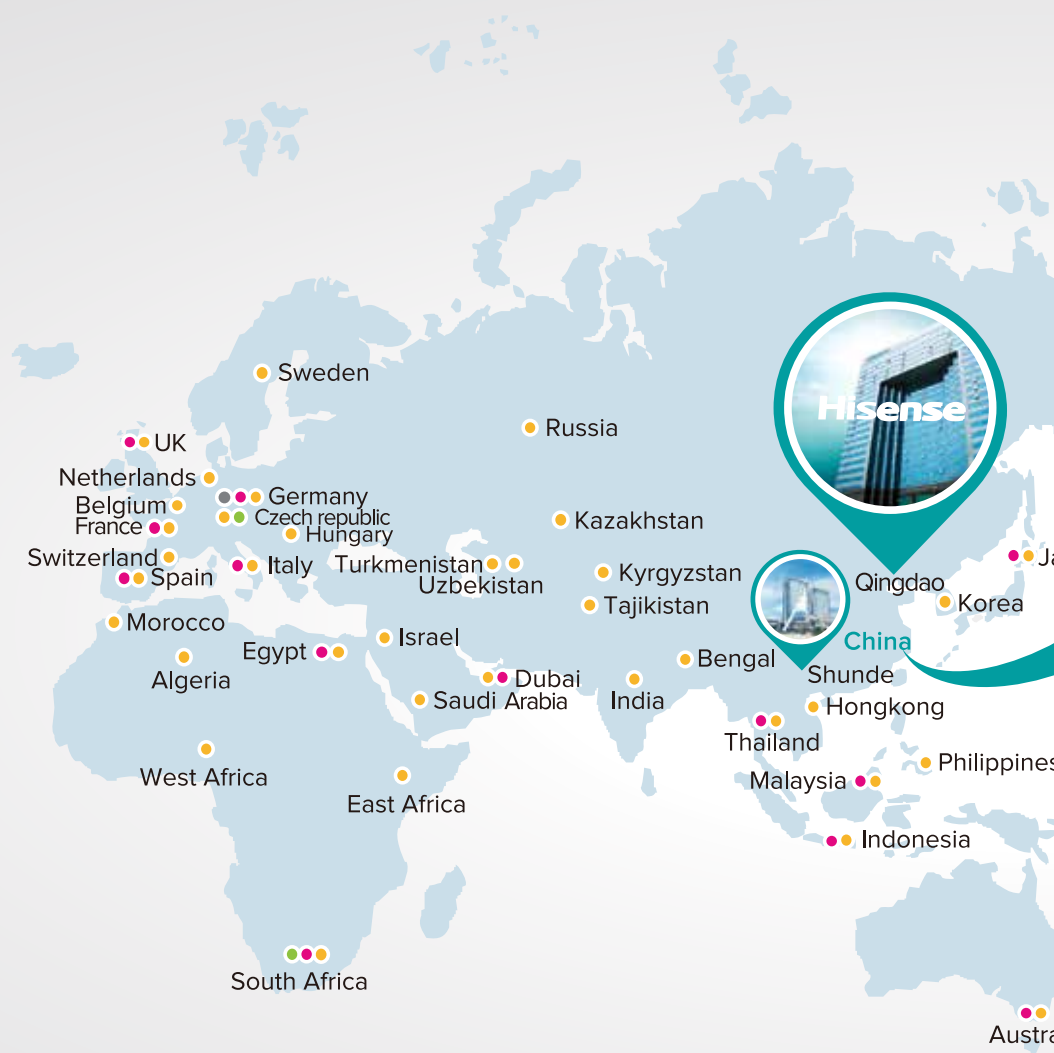 Sweden
Hisense
Russia
UK
Netherlands
Germany
Belgium
Czech republic
France
Hungary
Kazakhstan
Switzerland
Italy
Turkmenistan
Spain
Uzbekistan
Kyrgyzstan
Qingdao
Ja
Tajikistan
Korea
Morocco
Israel
China
Egypt
Bengal
Algeria
Dubai
Shunde
Saudi Arabia
India
Hongkong
Thailand
Philippines
West Africa
Malaysia
East Africa
Indonesia
South Africa
Austra